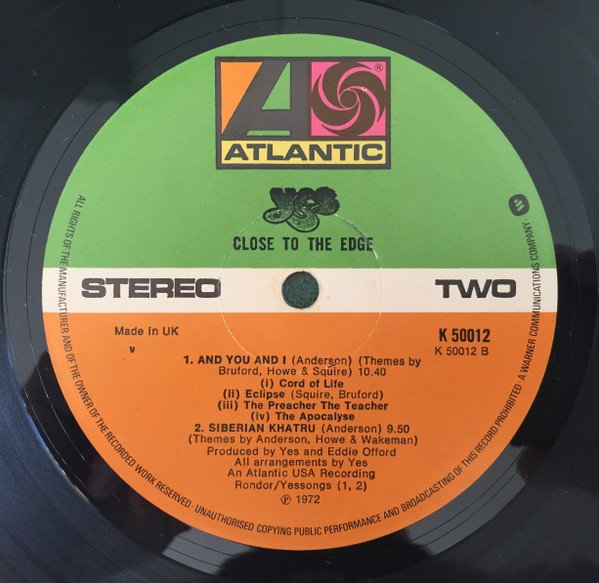 ATLANTIC
®
yes
CLOSE TO THE EDGE
STEREO
TWO
Made in UK
v
K 50012
K 50012 B
1. AND YOU AND I (Anderson) (Themes by
Bruford, Howe & Squire) 10.40
(i) Cord of Life
(ii) Eclipse (Squire, Bruford)
(iii) The Preacher The Teacher
(iv) The Apocalyse
2. SIBERIAN KHATRU (Anderson) 9.50
(Themes by Anderson, Howe & Wakeman)
Produced by Yes and Eddie Offord
All arrangements by Yes
An Atlantic USA Recording
Rondor/Yessongs (1, 2)
℗ 1972
ALL RIGHTS OF THE MANUFACTURER AND OF THE OWNER OF THE RECORDED WORK RESERVED · UNAUTHORISED COPYING PUBLIC PERFORMANCE AND BROADCASTING OF THIS RECORD PROHIBITED · A WARNER COMMUNICATIONS COMPANY ·